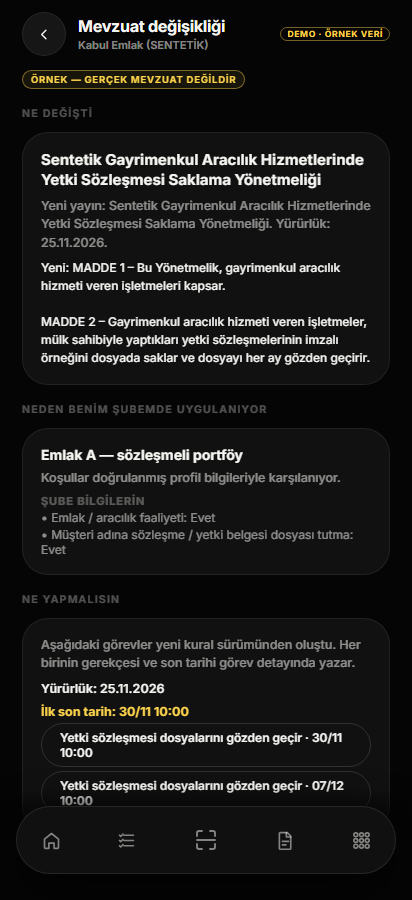 Mevzuat değişikliği
Kabul Emlak (SENTETİK)
DEMO · ÖRNEK VERİ
ÖRNEK — GERÇEK MEVZUAT DEĞİLDİR
NE DEĞİŞTİ
Sentetik Gayrimenkul Aracılık Hizmetlerinde
Yetki Sözleşmesi Saklama Yönetmeliği
Yeni yayın: Sentetik Gayrimenkul Aracılık Hizmetlerinde
Yetki Sözleşmesi Saklama Yönetmeliği. Yürürlük:
25.11.2026.
Yeni: MADDE 1 – Bu Yönetmelik, gayrimenkul aracılık
hizmeti veren işletmeleri kapsar.
MADDE 2 – Gayrimenkul aracılık hizmeti veren işletmeler,
mülk sahibiyle yaptıkları yetki sözleşmelerinin imzalı
örneğini dosyada saklar ve dosyayı her ay gözden geçirir.
NEDEN BENİM ŞUBEMDE UYGULANIYOR
Emlak A — sözleşmeli portföy
Koşullar doğrulanmış profil bilgileriyle karşılanıyor.
ŞUBE BİLGİLERİN
• Emlak / aracılık faaliyeti: Evet
• Müşteri adına sözleşme / yetki belgesi dosyası tutma:
Evet
NE YAPMALISIN
Aşağıdaki görevler yeni kural sürümünden oluştu. Her
birinin gerekçesi ve son tarihi görev detayında yazar.
Yürürlük: 25.11.2026
İlk son tarih: 30/11 10:00
Yetki sözleşmesi dosyalarını gözden geçir · 30/11
10:00
Yetki sözleşmesi dosyalarını gözden geçir · 07/12
10:00